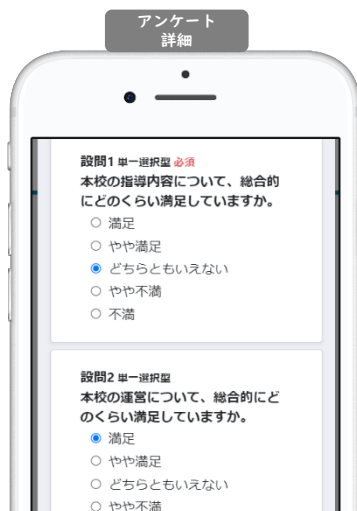 アンケート
詳細
設問1 単一選択型 必須
本校の指導内容について、総合的
にどのくらい満足していますか。
満足
やや満足
どちらともいえない
やや不満
不満
設問2 単一選択型
本校の運営について、総合的にど
のくらい満足していますか。
満足
やや満足
どちらともいえない
やや不満